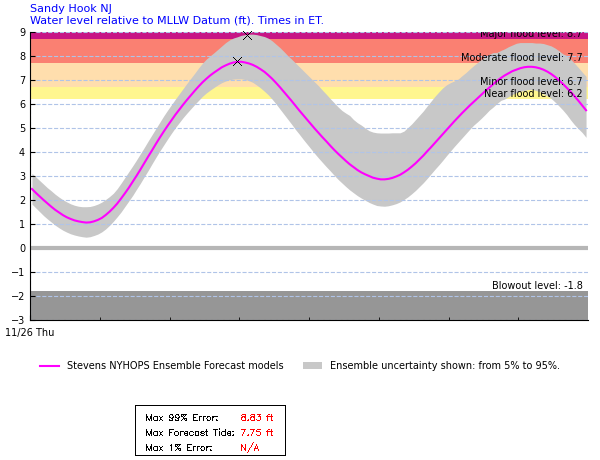 Sandy Hook NJ
Water level relative to MLLW Datum (ft). Times in ET.
9
Major flood level: 8.7
8
Moderate flood level: 7.7
7
Minor flood level: 6.7
Near flood level: 6.2
6
5
4
3
2
1
0
−1
Blowout level: -1.8
−2
−3
11/26 Thu
Stevens NYHOPS Ensemble Forecast models
Ensemble uncertainty shown: from 5% to 95%.
Max 99% Error: 8.83 ft
Max Forecast Tide: 7.75 ft
Max 1% Error: N/A